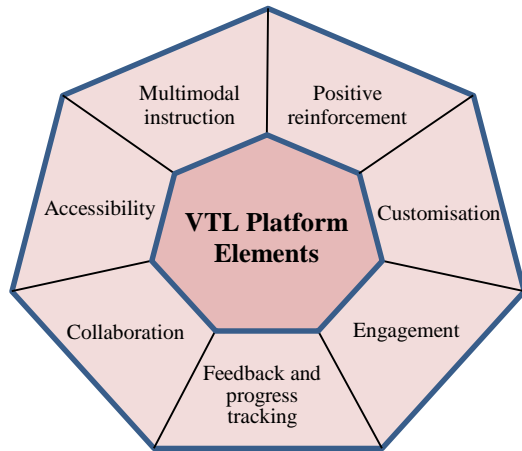 Multimodal
instruction
Positive
reinforcement
Accessibility
VTL Platform
Elements
Customisation
Collaboration
Engagement
Feedback and
progress
tracking